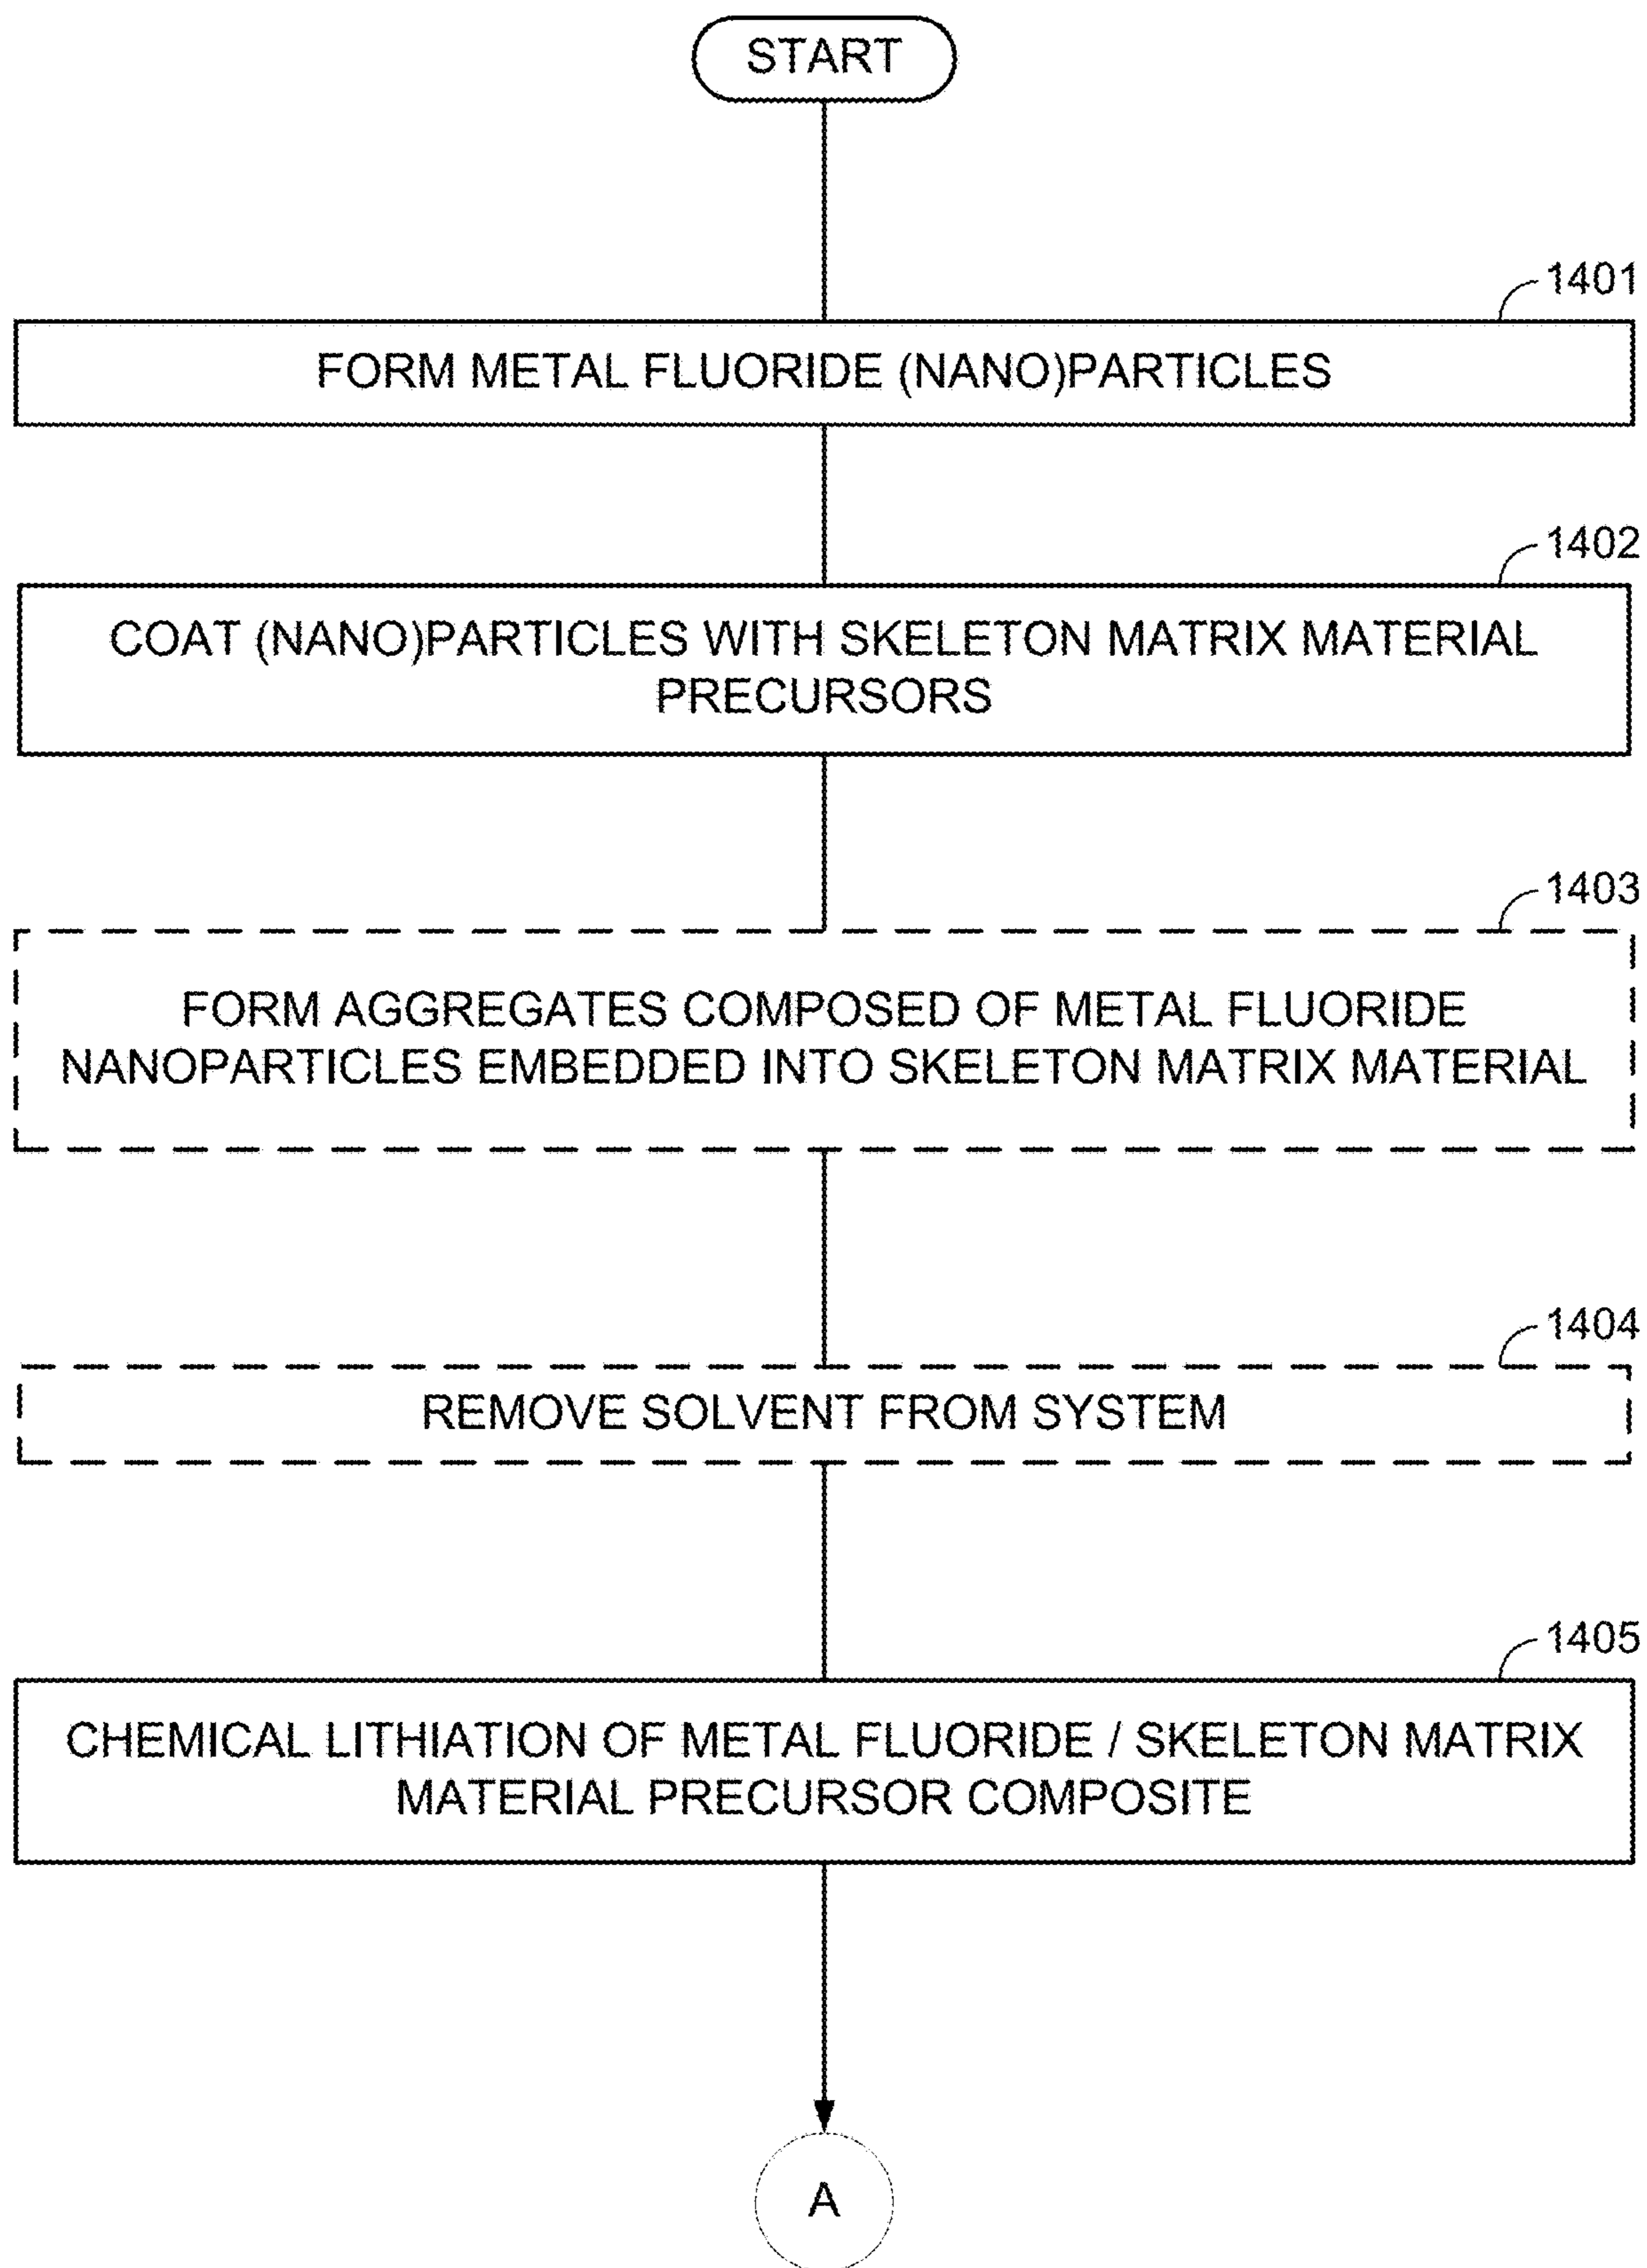 START
1401
FORM METAL FLUORIDE (NANO)PARTICLES
1402
COAT (NANO)PARTICLES WITH SKELETON MATRIX MATERIAL
PRECURSORS
1403
FORM AGGREGATES COMPOSED OF METAL FLUORIDE
NANOPARTICLES EMBEDDED INTO SKELETON MATRIX MATERIAL
1404
REMOVE SOLVENT FROM SYSTEM
1405
CHEMICAL LITHIATION OF METAL FLUORIDE / SKELETON MATRIX
MATERIAL PRECURSOR COMPOSITE
A